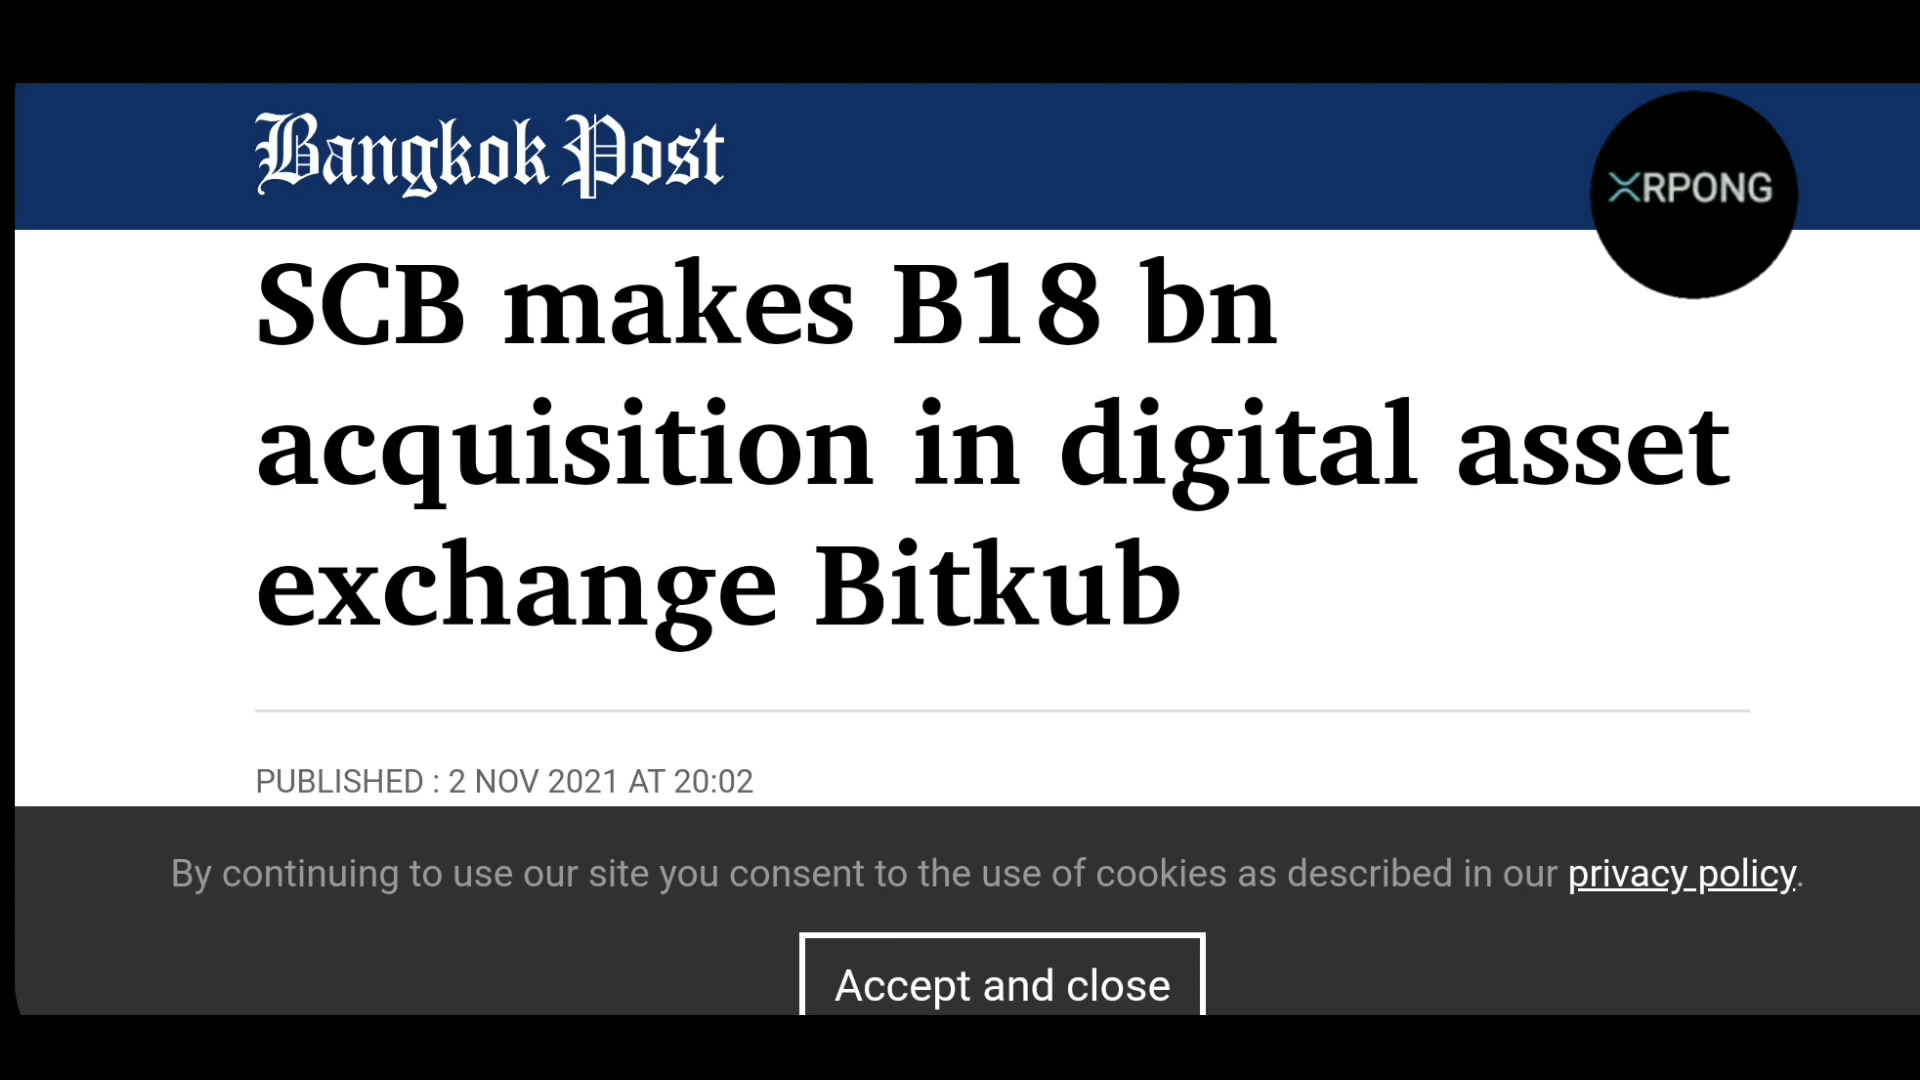 Bangkok Post
XRPONG
SCB makes B18 bn
acquisition in digital asset
exchange Bitkub
PUBLISHED : 2 NOV 2021 AT 20:02
By continuing to use our site you consent to the use of cookies as described in our privacy policy.
Accept and close